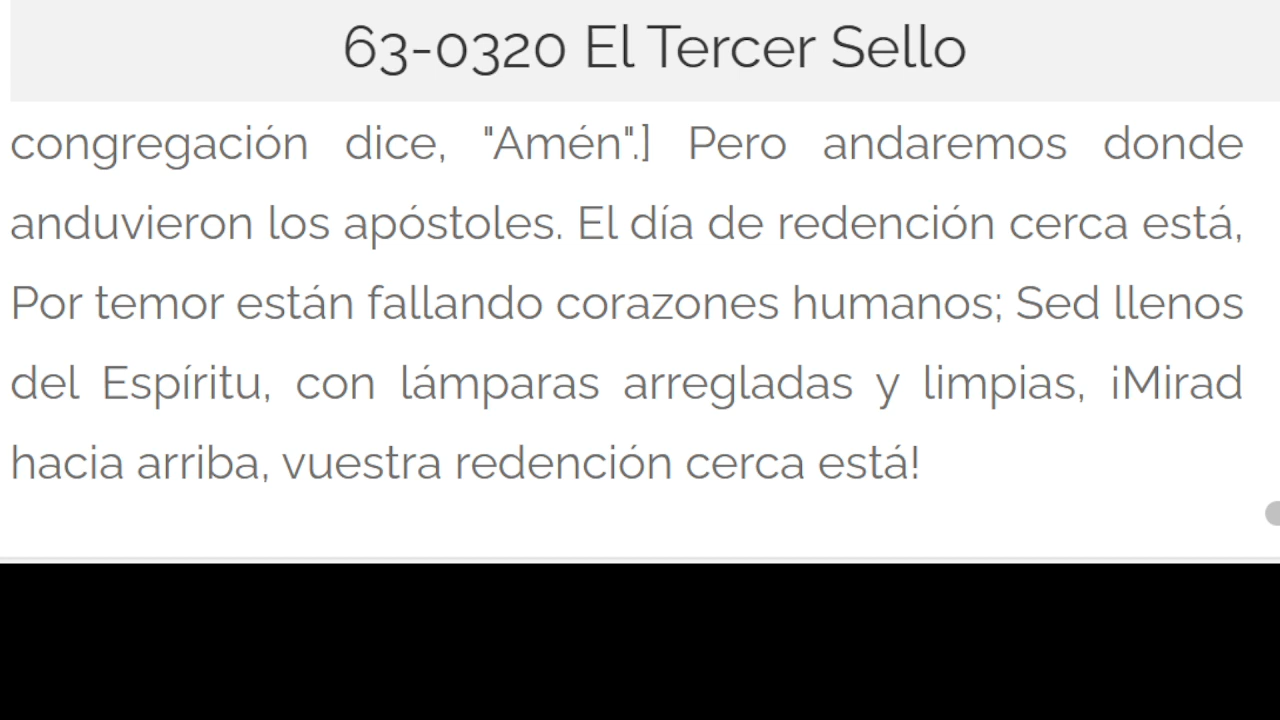 63-0320 El Tercer Sello
congregación dice, "Amén".] Pero andaremos donde
anduvieron los apóstoles. El día de redención cerca está,
Por temor están fallando corazones humanos; Sed llenos
del Espíritu, con lámparas arregladas y limpias, ¡Mirad
hacia arriba, vuestra redención cerca está!